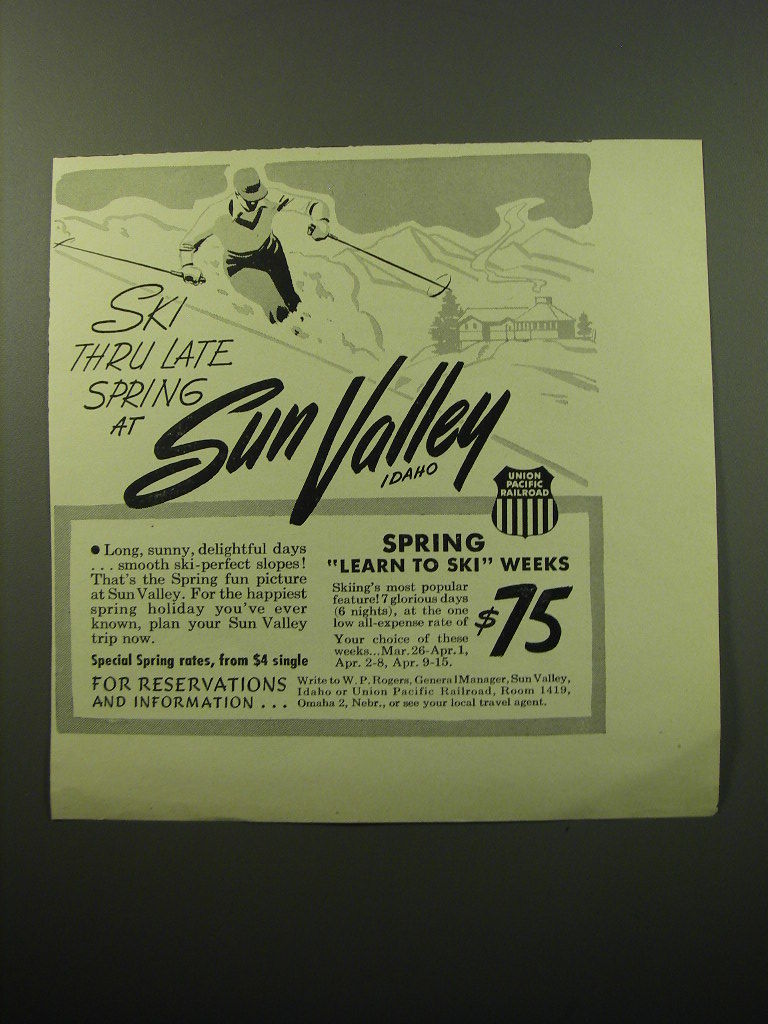 SKI
THRU LATE
SPRING
AT
Sun Valley
IDAHO
UNION
PACIFIC
RAILROAD
• Long, sunny, delightful days
. . . smooth ski-perfect slopes!
That's the Spring fun picture
at Sun Valley. For the happiest
spring holiday you've ever
known, plan your Sun Valley
trip now.
Special Spring rates, from $4 single
SPRING
"LEARN TO SKI" WEEKS
Skiing's most popular
feature! 7 glorious days
(6 nights), at the one
low all-expense rate of
$75
Your choice of these
weeks...Mar. 26-Apr. 1,
Apr. 2-8, Apr. 9-15.
FOR RESERVATIONS
AND INFORMATION . . .
Write to W. P. Rogers, General Manager, Sun Valley,
Idaho or Union Pacific Railroad, Room 1419,
Omaha 2, Nebr., or see your local travel agent.